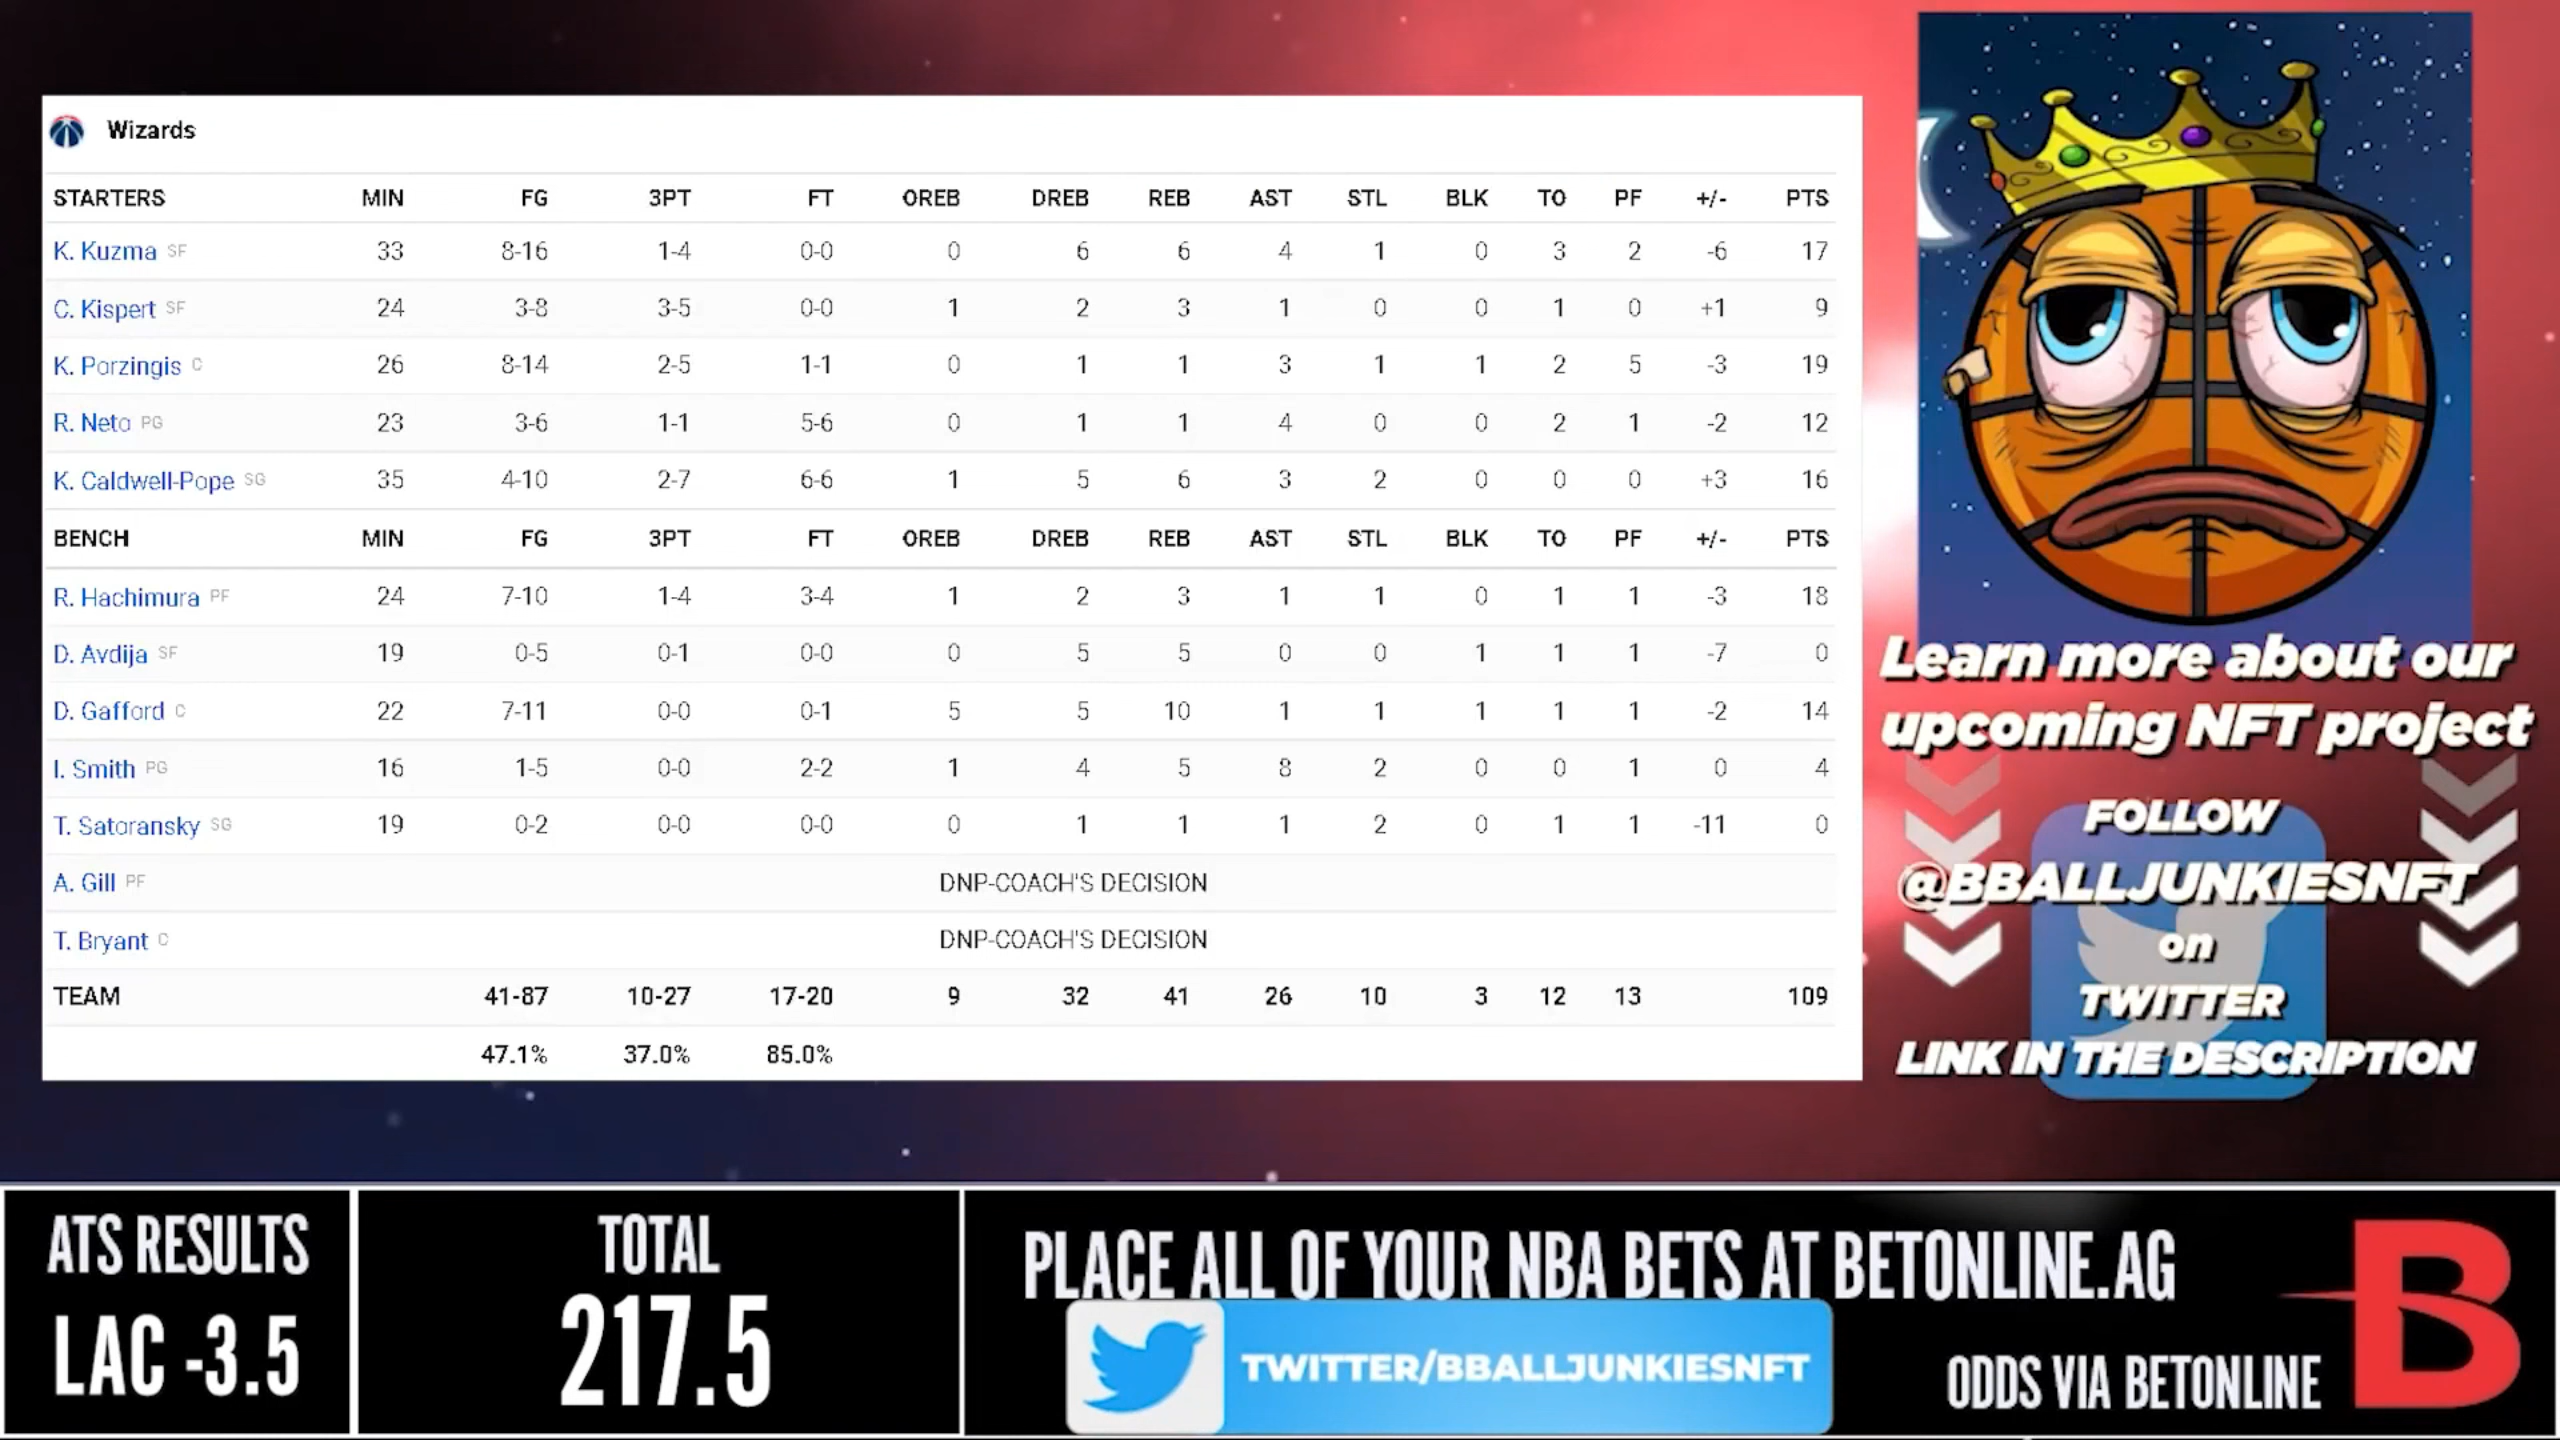 Wizards
STARTERS MIN FG 3PT FT OREB DREB REB AST STL BLK TO PF +/- PTS
K. Kuzma SF 33 8-16 1-4 0-0 0 6 6 4 1 0 3 2 -6 17
C. Kispert SF 24 3-8 3-5 0-0 1 2 3 1 0 0 1 0 +1 9
K. Porzingis C 26 8-14 2-5 1-1 0 1 1 3 1 1 2 5 -3 19
R. Neto PG 23 3-6 1-1 5-6 0 1 1 4 0 0 2 1 -2 12
K. Caldwell-Pope SG 35 4-10 2-7 6-6 1 5 6 3 2 0 0 0 +3 16
BENCH MIN FG 3PT FT OREB DREB REB AST STL BLK TO PF +/- PTS
R. Hachimura PF 24 7-10 1-4 3-4 1 2 3 1 1 0 1 1 -3 18
D. Avdija SF 19 0-5 0-1 0-0 0 5 5 0 0 1 1 1 -7 0
D. Gafford C 22 7-11 0-0 0-1 5 5 10 1 1 1 1 1 -2 14
I. Smith PG 16 1-5 0-0 2-2 1 4 5 8 2 0 0 1 0 4
T. Satoransky SG 19 0-2 0-0 0-0 0 1 1 1 2 0 1 1 -11 0
A. Gill PF DNP-COACH'S DECISION
T. Bryant C DNP-COACH'S DECISION
TEAM 41-87 10-27 17-20 9 32 41 26 10 3 12 13 109
47.1% 37.0% 85.0%
Learn more about our
upcoming NFT project
FOLLOW
@BBALLJUNKIESNFT
on
TWITTER
LINK IN THE DESCRIPTION
ATS RESULTS
LAC -3.5
TOTAL
217.5
PLACE ALL OF YOUR NBA BETS AT BETONLINE.AG
TWITTER/BBALLJUNKIESNFT
ODDS VIA BETONLINE
B